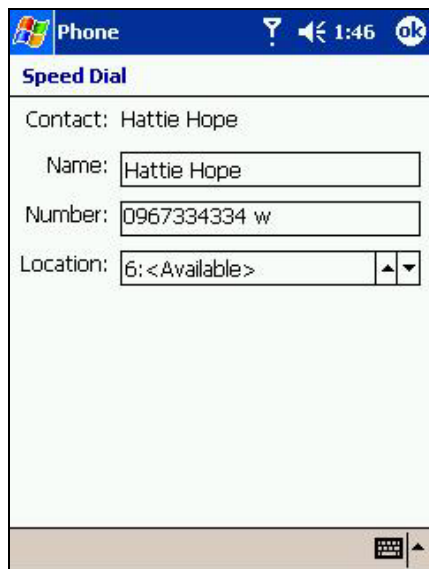 Phone 1:46 ok
Speed Dial
Contact: Hattie Hope
Name: Hattie Hope
Number: 0967334334 w
Location: 6:<Available>